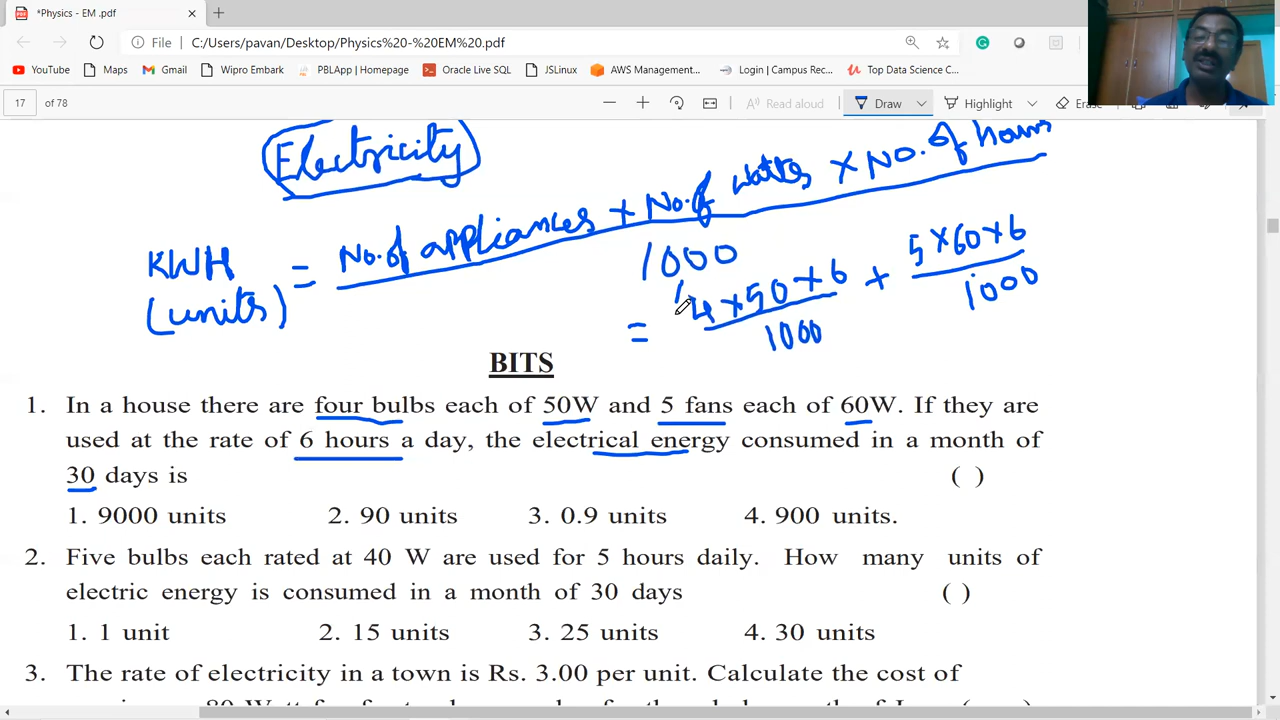 *Physics - EM .pdf
File C:/Users/pavan/Desktop/Physics%20-%20EM%20.pdf
YouTube Maps Gmail Wipro Embark PBLApp | Homepage Oracle Live SQL JSLinux AWS Management... Login | Campus Rec... Top Data Science C...
17 of 78 Read aloud Draw Highlight Erase
Electricity
KWH (units) = No. of appliances × No. of watts × No. of hours
1000
= 4 × 50 × 6 + 5 × 60 × 6
1000 1000
BITS
1. In a house there are four bulbs each of 50W and 5 fans each of 60W. If they are
used at the rate of 6 hours a day, the electrical energy consumed in a month of
30 days is ( )
1. 9000 units 2. 90 units 3. 0.9 units 4. 900 units.
2. Five bulbs each rated at 40 W are used for 5 hours daily. How many units of
electric energy is consumed in a month of 30 days ( )
1. 1 unit 2. 15 units 3. 25 units 4. 30 units
3. The rate of electricity in a town is Rs. 3.00 per unit. Calculate the cost of